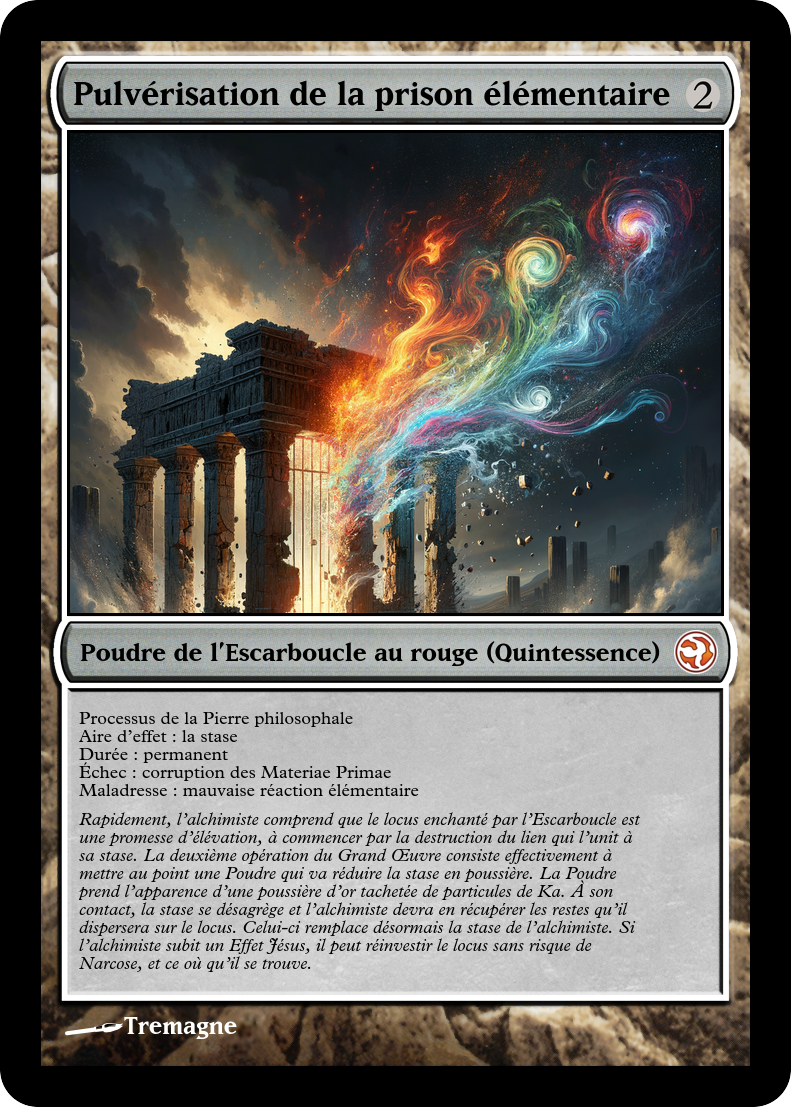 Pulvérisation de la prison élémentaire 2
Poudre de l'Escarboucle au rouge (Quintessence)
Processus de la Pierre philosophale
Aire d'effet : la stase
Durée : permanent
Échec : corruption des Materiae Primae
Maladresse : mauvaise réaction élémentaire
Rapidement, l'alchimiste comprend que le locus enchanté par l'Escarboucle est
une promesse d'élévation, à commencer par la destruction du lien qui l'unit à
sa stase. La deuxième opération du Grand Œuvre consiste effectivement à
mettre au point une Poudre qui va réduire la stase en poussière. La Poudre
prend l'apparence d'une poussière d'or tachetée de particules de Ka. À son
contact, la stase se désagrège et l'alchimiste devra en récupérer les restes qu'il
dispersera sur le locus. Celui-ci remplace désormais la stase de l'alchimiste. Si
l'alchimiste subit un Effet Jésus, il peut réinvestir le locus sans risque de
Narcose, et ce où qu'il se trouve.
Tremagne